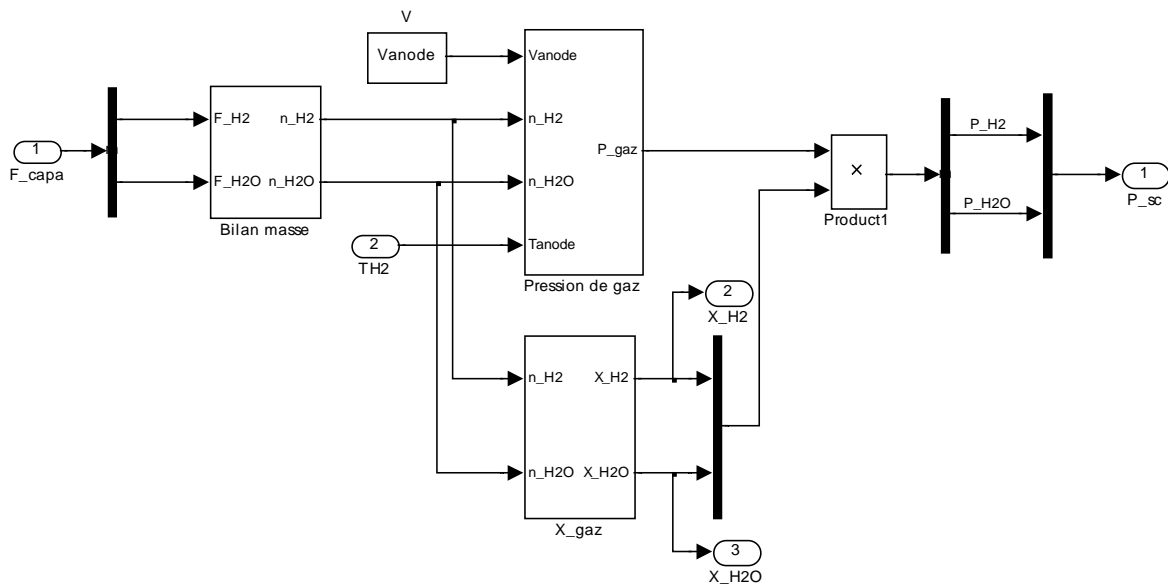 V
Vanode
Vanode
F_H2
n_H2
n_H2
P_gaz
1
F_capa
F_H2O
n_H2O
n_H2O
Bilan masse
2
TH2
Tanode
Pression de gaz
×
Product1
P_H2
P_H2O
1
P_sc
2
X_H2
n_H2
X_H2
n_H2O
X_H2O
X_gaz
3
X_H2O